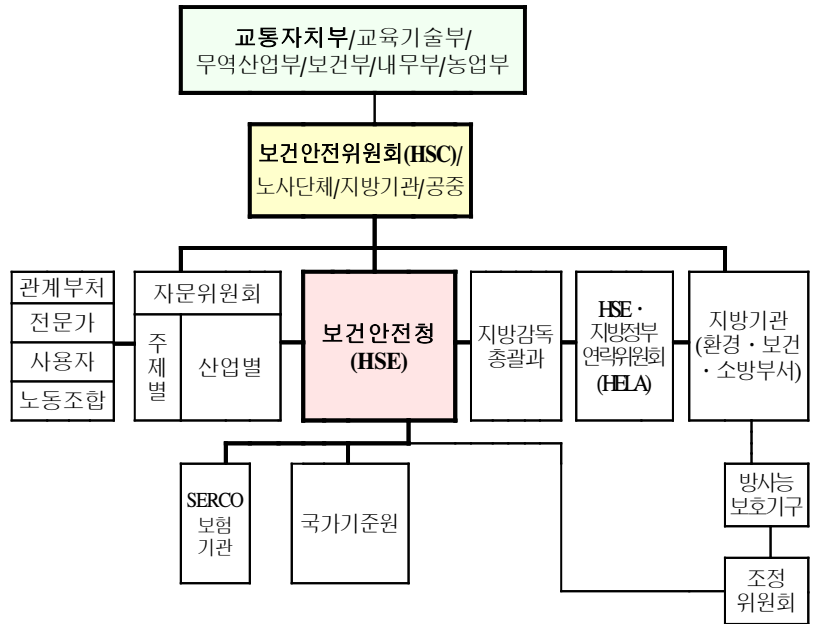 교통자치부/교육기술부/
무역산업부/보건부/내무부/농업부
보건안전위원회(HSC)/
노사단체/지방기관/공중
관계부처
전문가
사용자
노동조합
자문위원회
주
제
별
산업별
보건안전청
(HSE)
지방감독
총괄과
HSE·
지방정부
연락위원회
(HELA)
지방기관
(환경·보건
·소방부서)
SERCO
보험
기관
국가기준원
방사능
보호기구
조정
위원회